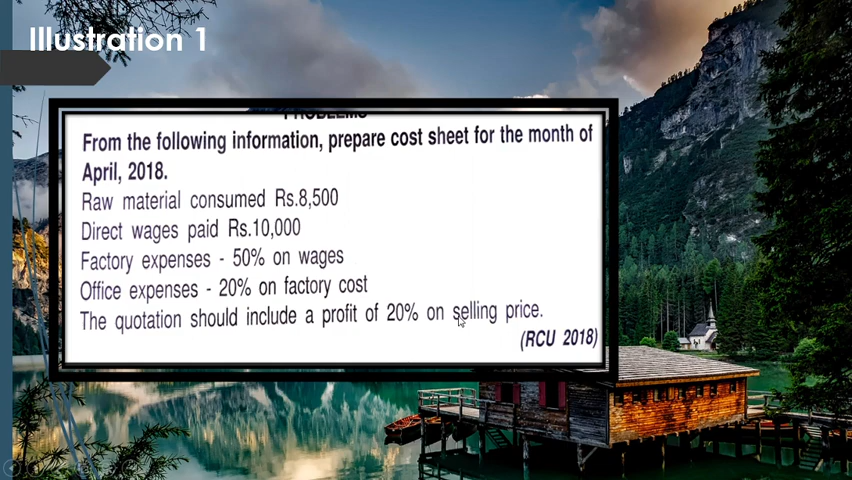 Illustration 1
PROBLEMS
From the following information, prepare cost sheet for the month of
April, 2018.
Raw material consumed Rs.8,500
Direct wages paid Rs.10,000
Factory expenses - 50% on wages
Office expenses - 20% on factory cost
The quotation should include a profit of 20% on selling price.
(RCU 2018)